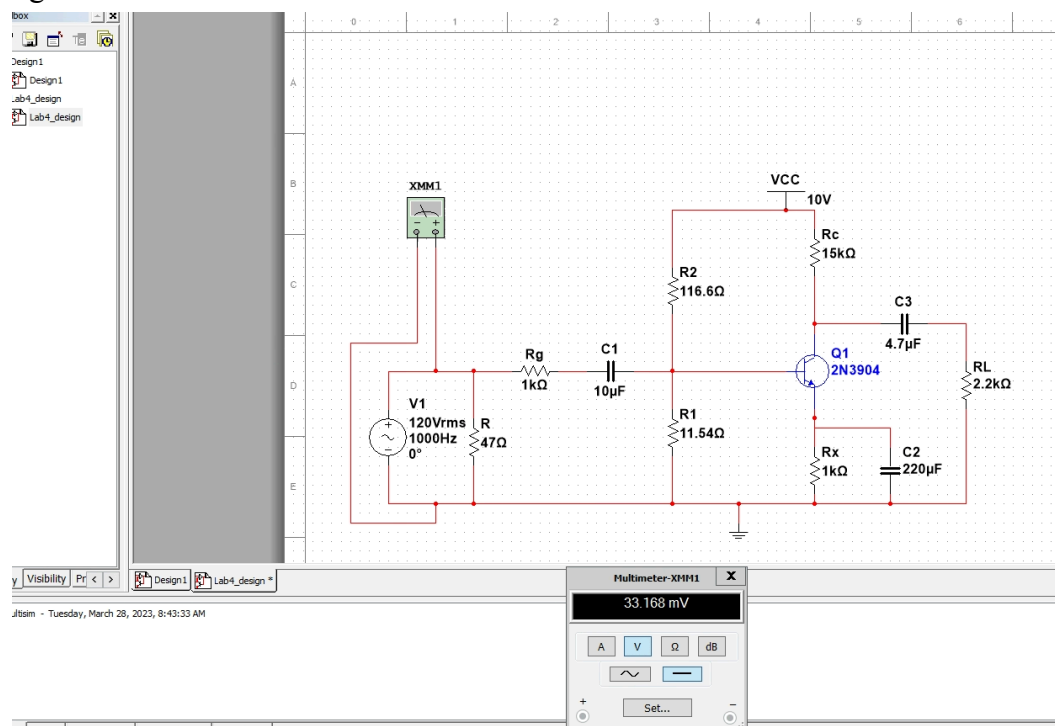 box
x
Design1
Design1
Lab4_design
Lab4_design
0 1 2 3 4 5 6
A
B
C
D
E
XMM1
VCC
10V
Rc
15kΩ
R2
116.6Ω
C3
4.7µF
Rg
1kΩ
C1
10µF
Q1
2N3904
RL
2.2kΩ
V1
120Vrms
1000Hz
0°
R
47Ω
R1
11.54Ω
Rx
1kΩ
C2
220µF
y Visibility Pr < >
Design1 Lab4_design *
ultisim - Tuesday, March 28, 2023, 8:43:33 AM
Multimeter-XMM1 X
33.168 mV
A V Ω dB
+ Set... −